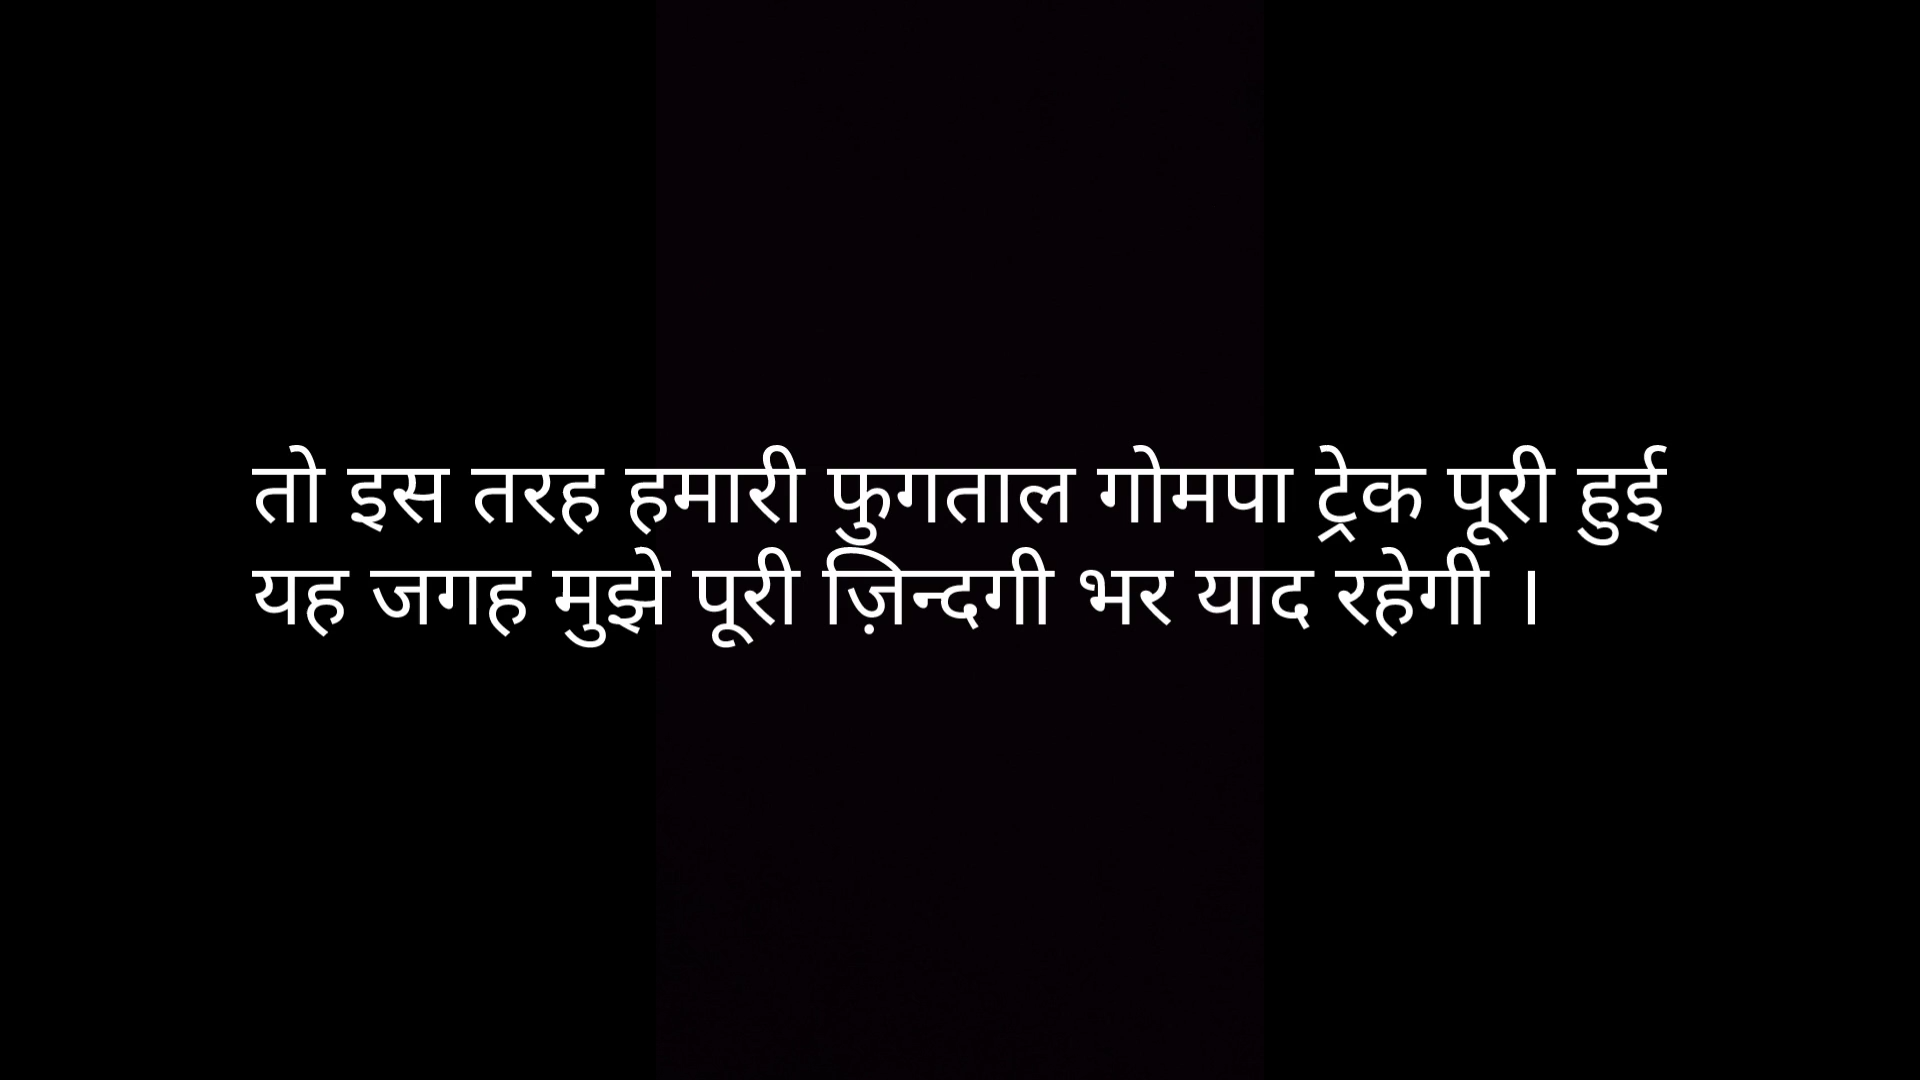 तो इस तरह हमारी फुगताल गोमपा ट्रेक पूरी हुई
यह जगह मुझे पूरी ज़िन्दगी भर याद रहेगी ।